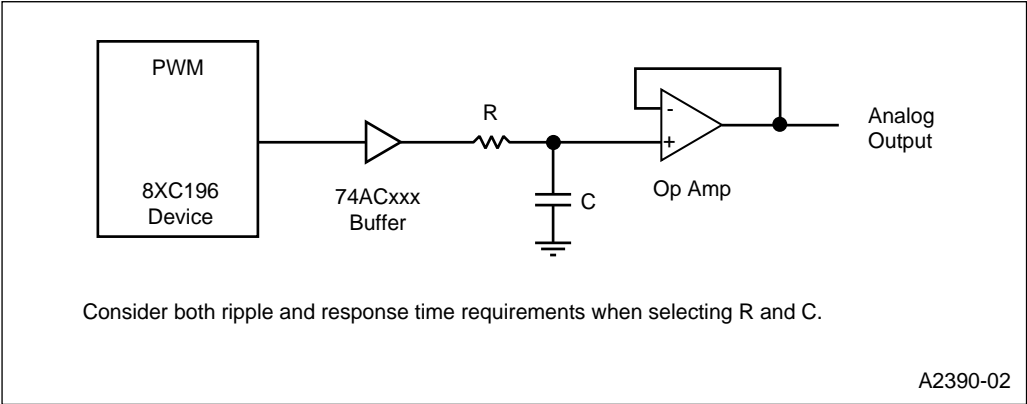 PWM
8XC196
Device
74ACxxx
Buffer
R
C
-
+
Op Amp
Analog
Output
Consider both ripple and response time requirements when selecting R and C.
A2390-02